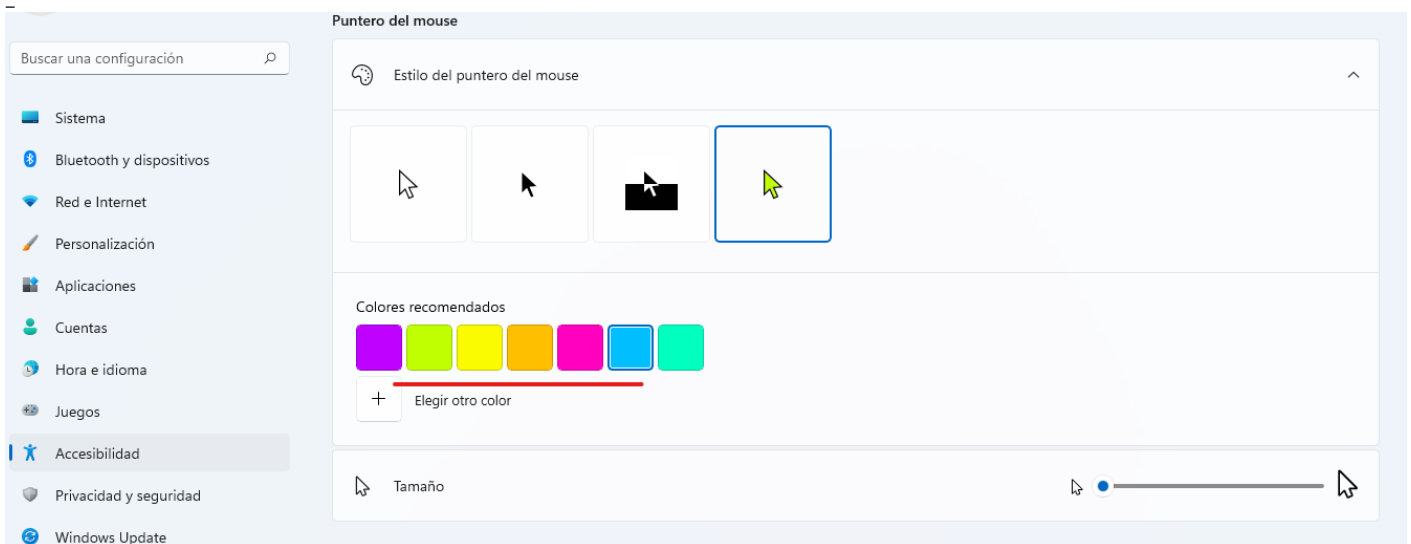 Puntero del mouse
Buscar una configuración
Estilo del puntero del mouse
Sistema
Bluetooth y dispositivos
Red e Internet
Personalización
Aplicaciones
Colores recomendados
Cuentas
Hora e idioma
Elegir otro color
Juegos
Accesibilidad
Tamaño
Privacidad y seguridad
Windows Update